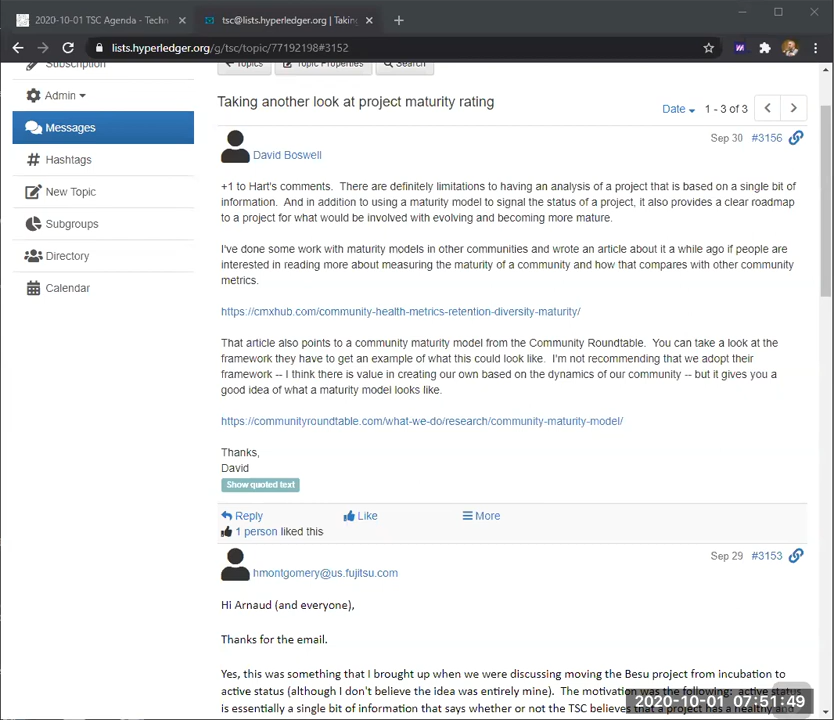 2020-10-01 TSC Agenda - Techn
tsc@lists.hyperledger.org | Takin
lists.hyperledger.org/g/tsc/topic/77192198#3152
Subscription
Admin
Messages
Hashtags
New Topic
Subgroups
Directory
Calendar
Topics
Topic Properties
Search
Taking another look at project maturity rating
Date
1 - 3 of 3
David Boswell
Sep 30
#3156
+1 to Hart's comments.  There are definitely limitations to having an analysis of a project that is based on a single bit of
information.  And in addition to using a maturity model to signal the status of a project, it also provides a clear roadmap
to a project for what would be involved with evolving and becoming more mature.
I've done some work with maturity models in other communities and wrote an article about it a while ago if people are
interested in reading more about measuring the maturity of a community and how that compares with other community
metrics.
https://cmxhub.com/community-health-metrics-retention-diversity-maturity/
That article also points to a community maturity model from the Community Roundtable.  You can take a look at the
framework they have to get an example of what this could look like.  I'm not recommending that we adopt their
framework -- I think there is value in creating our own based on the dynamics of our community -- but it gives you a
good idea of what a maturity model looks like.
https://communityroundtable.com/what-we-do/research/community-maturity-model/
Thanks,
David
Show quoted text
Reply
Like
More
1 person liked this
hmontgomery@us.fujitsu.com
Sep 29
#3153
Hi Arnaud (and everyone),
Thanks for the email.
Yes, this was something that I brought up when we were discussing moving the Besu project from incubation to
active status (although I don't believe the idea was entirely mine).  The motivation was the following:  active status
is essentially a single bit of information that says whether or not the TSC believes that a project has a healthy and
2020-10-01 07:51:49